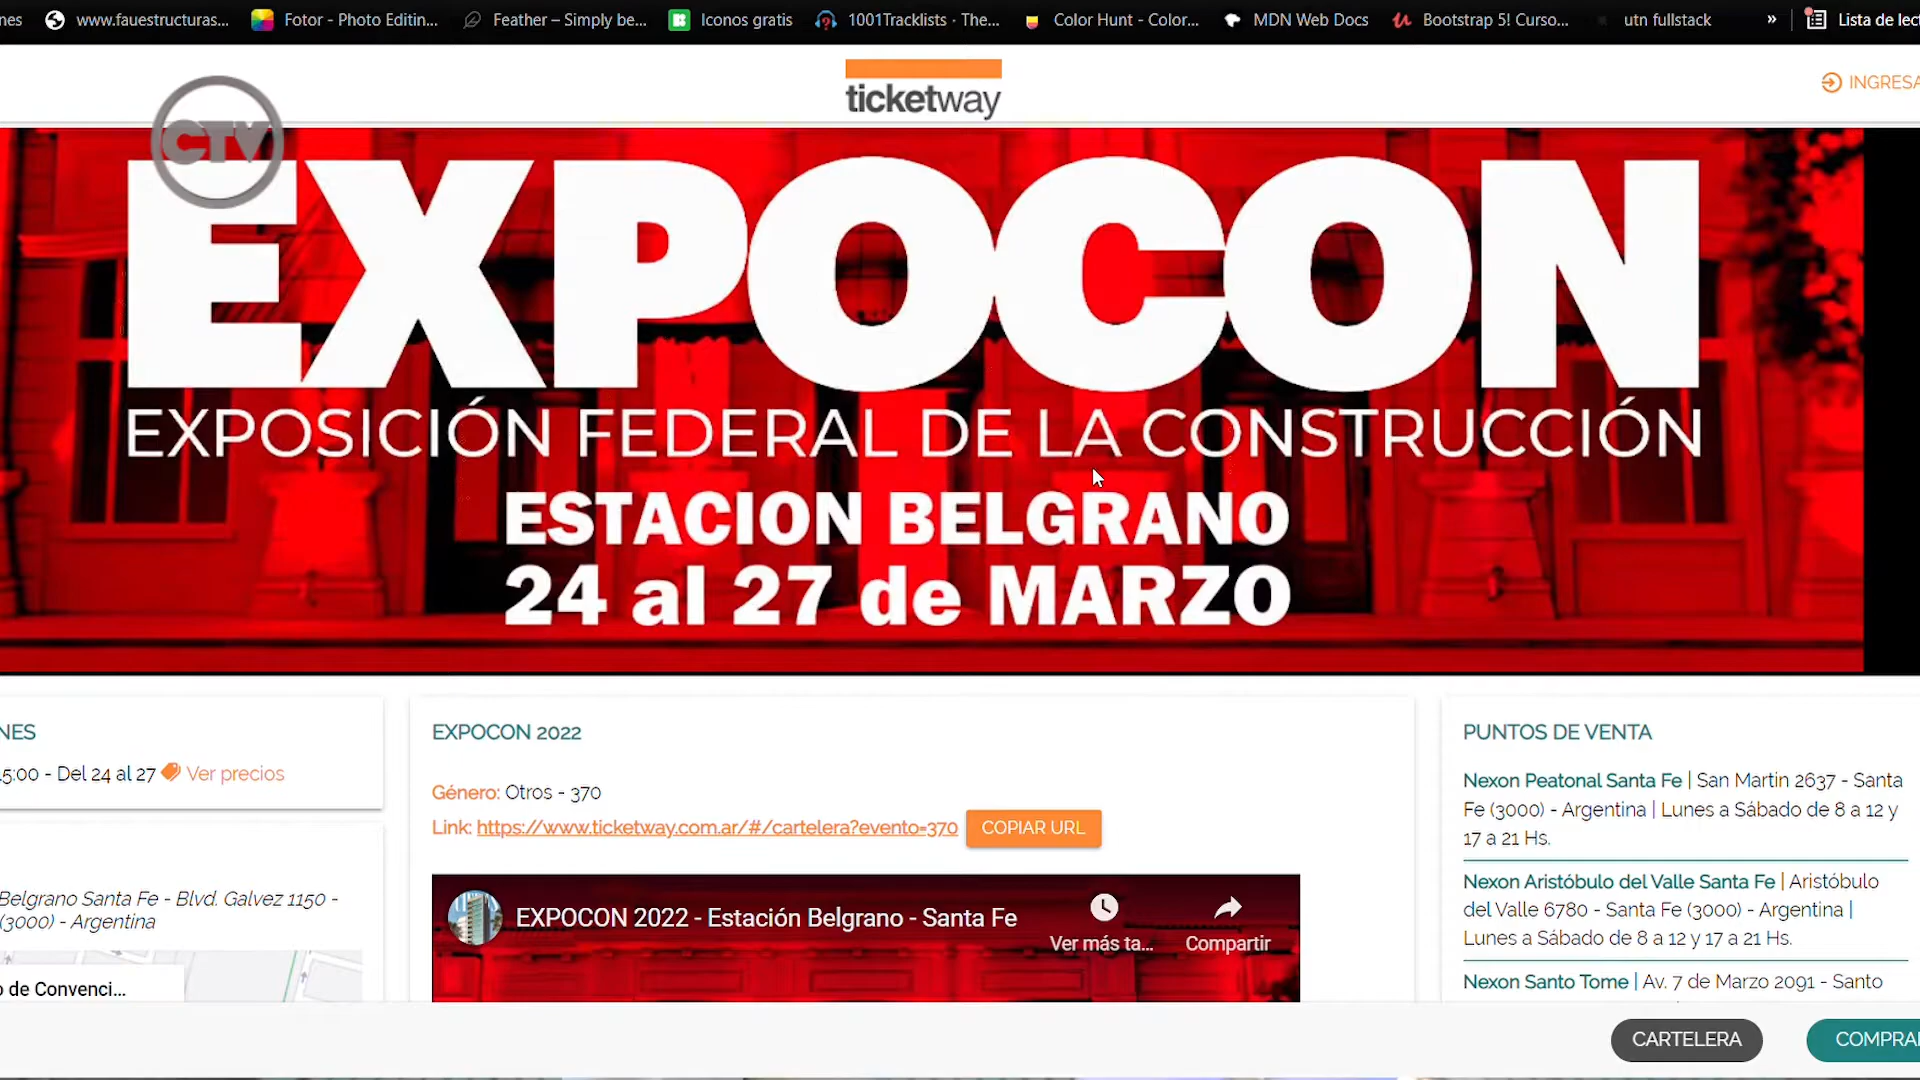 nes
www.fauestructuras...
Fotor - Photo Editin...
Feather – Simply be...
Iconos gratis
1001Tracklists · The...
Color Hunt - Color...
MDN Web Docs
Bootstrap 5! Curso...
utn fullstack
»
Lista de lect
ticketway
INGRESA
CTV
EXPOCON
EXPOSICIÓN FEDERAL DE LA CONSTRUCCIÓN
ESTACION BELGRANO
24 al 27 de MARZO
NES
5:00 - Del 24 al 27 Ver precios
Belgrano Santa Fe - Blvd. Galvez 1150 -
(3000) - Argentina
o de Convenci...
EXPOCON 2022
Género: Otros - 370
Link: https://www.ticketway.com.ar/#/cartelera?evento=370 COPIAR URL
EXPOCON 2022 - Estación Belgrano - Santa Fe
Ver más ta...
Compartir
PUNTOS DE VENTA
Nexon Peatonal Santa Fe | San Martin 2637 - Santa
Fe (3000) - Argentina | Lunes a Sábado de 8 a 12 y
17 a 21 Hs.
Nexon Aristóbulo del Valle Santa Fe | Aristóbulo
del Valle 6780 - Santa Fe (3000) - Argentina |
Lunes a Sábado de 8 a 12 y 17 a 21 Hs.
Nexon Santo Tome | Av. 7 de Marzo 2091 - Santo
CARTELERA
COMPRAR